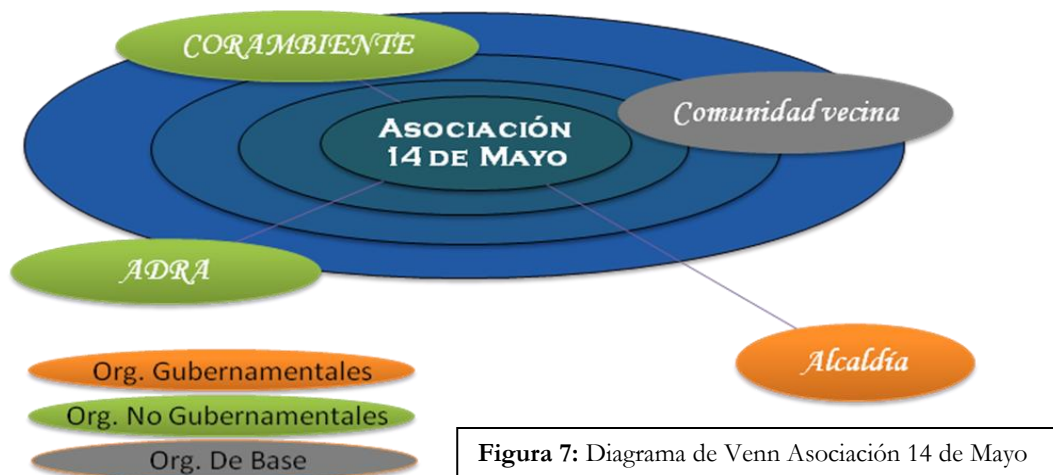 CORAMBIENTE
Comunidad vecina
ASOCIACIÓN
14 DE MAYO
ADRA
Alcaldía
Org. Gubernamentales
Org. No Gubernamentales
Org. De Base
Figura 7: Diagrama de Venn Asociación 14 de Mayo